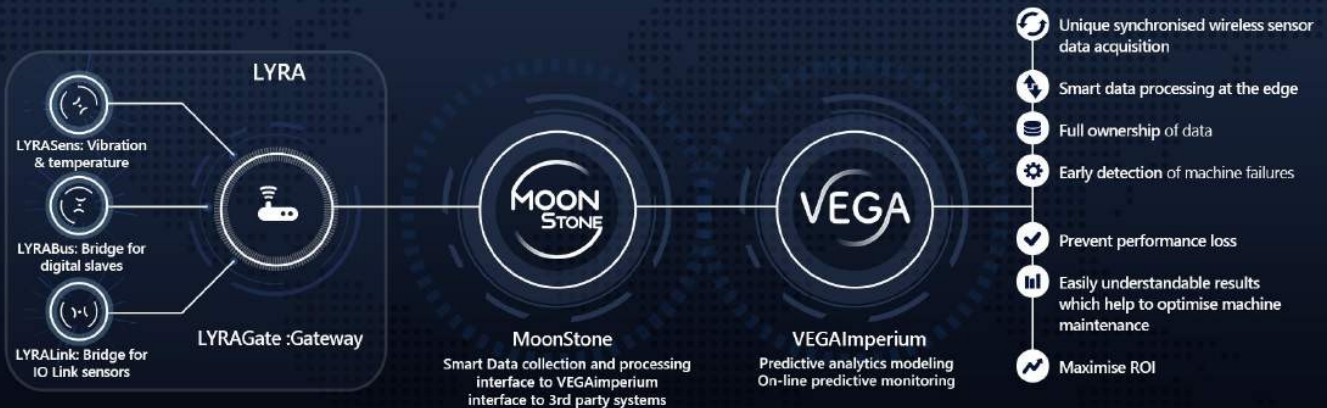 LYRA
LYRASens: Vibration
& temperature
LYRABus: Bridge for
digital slaves
LYRALink: Bridge for
IO Link sensors
LYRAGate :Gateway
MOON
STONE
MoonStone
Smart Data collection and processing
interface to VEGAimperium
interface to 3rd party systems
VEGA
VEGAImperium
Predictive analytics modeling
On-line predictive monitoring
Unique synchronised wireless sensor
data acquisition
Smart data processing at the edge
Full ownership of data
Early detection of machine failures
Prevent performance loss
Easily understandable results
which help to optimise machine
maintenance
Maximise ROI